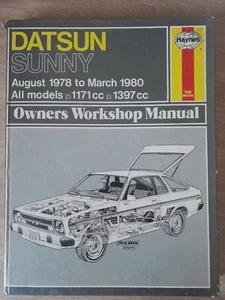 DATSUN
SUNNY
Haynes
August 1978 to March 1980
All models □1171cc □1397cc
Owners Workshop Manual